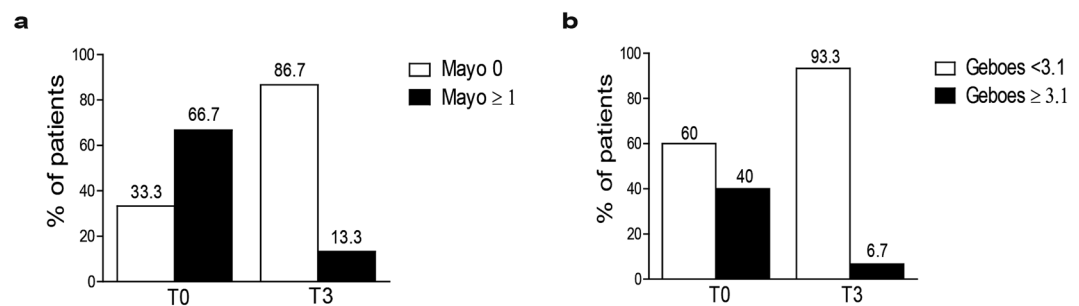 a
% of patients
100
80
60
40
20
0
33.3
66.7
86.7
13.3
T0
T3
Mayo 0
Mayo ≥ 1
b
% of patients
100
80
60
40
20
0
60
40
93.3
6.7
T0
T3
Geboes <3.1
Geboes ≥ 3.1